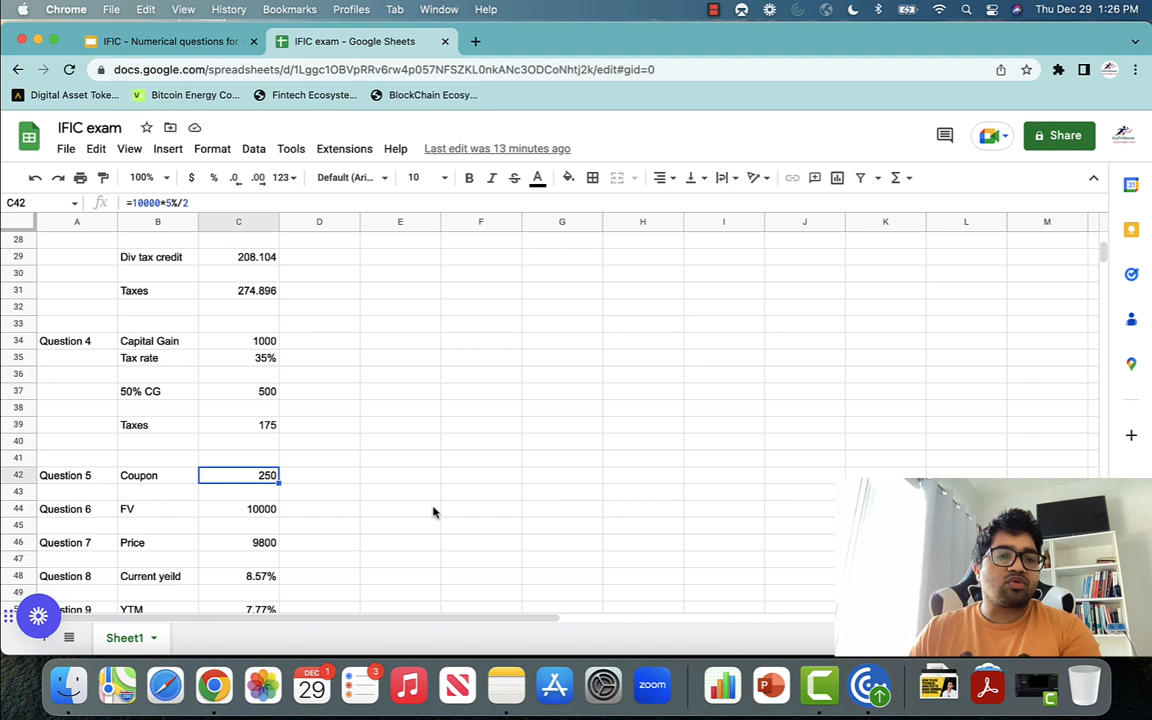 Chrome File Edit View History Bookmarks Profiles Tab Window Help Thu Dec 29 1:26 PM
IFIC - Numerical questions for
IFIC exam - Google Sheets
docs.google.com/spreadsheets/d/1Lggc1OBVpRRv6rw4p057NFSZKL0nkANc3ODCoNhtj2k/edit#gid=0
Digital Asset Toke... Bitcoin Energy Co... Fintech Ecosyste... BlockChain Ecosy...
IFIC exam
Share
File Edit View Insert Format Data Tools Extensions Help Last edit was 13 minutes ago
100% $ % .0 .00 123 Default (Ari... 10 B I S A
C42 fx =10000*5%/2
A B C D E F G H I J K L M
28
29 Div tax credit 208.104
30
31 Taxes 274.896
32
33
34 Question 4 Capital Gain 1000
35 Tax rate 35%
36
37 50% CG 500
38
39 Taxes 175
40
41
42 Question 5 Coupon 250
43
44 Question 6 FV 10000
45
46 Question 7 Price 9800
47
48 Question 8 Current yeild 8.57%
49
stion 9 YTM 7.77%
Sheet1
DEC
29
3
zoom